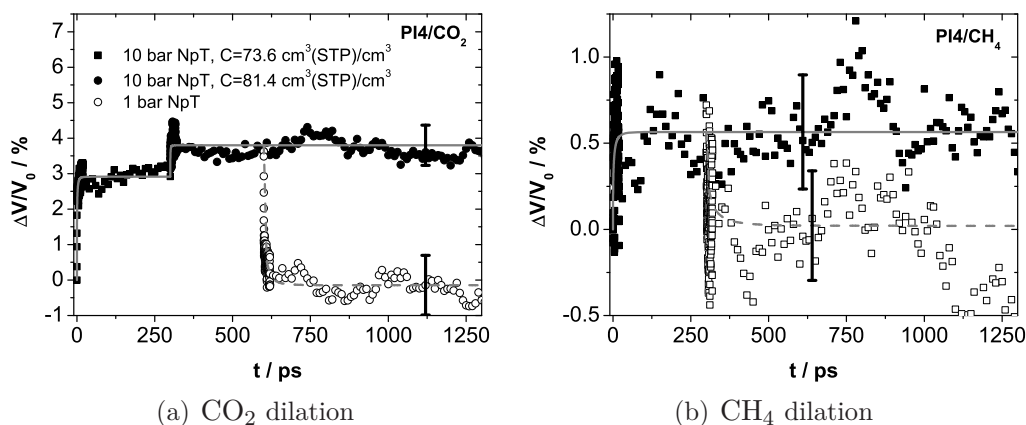 PI4/CO₂
10 bar NpT, C=73.6 cm³(STP)/cm³
10 bar NpT, C=81.4 cm³(STP)/cm³
1 bar NpT
7
6
5
4
3
2
1
0
-1
ΔV/V₀ / %
0 250 500 750 1000 1250
t / ps
(a) CO₂ dilation
PI4/CH₄
1.0
0.5
0.0
-0.5
ΔV/V₀ / %
0 250 500 750 1000 1250
t / ps
(b) CH₄ dilation